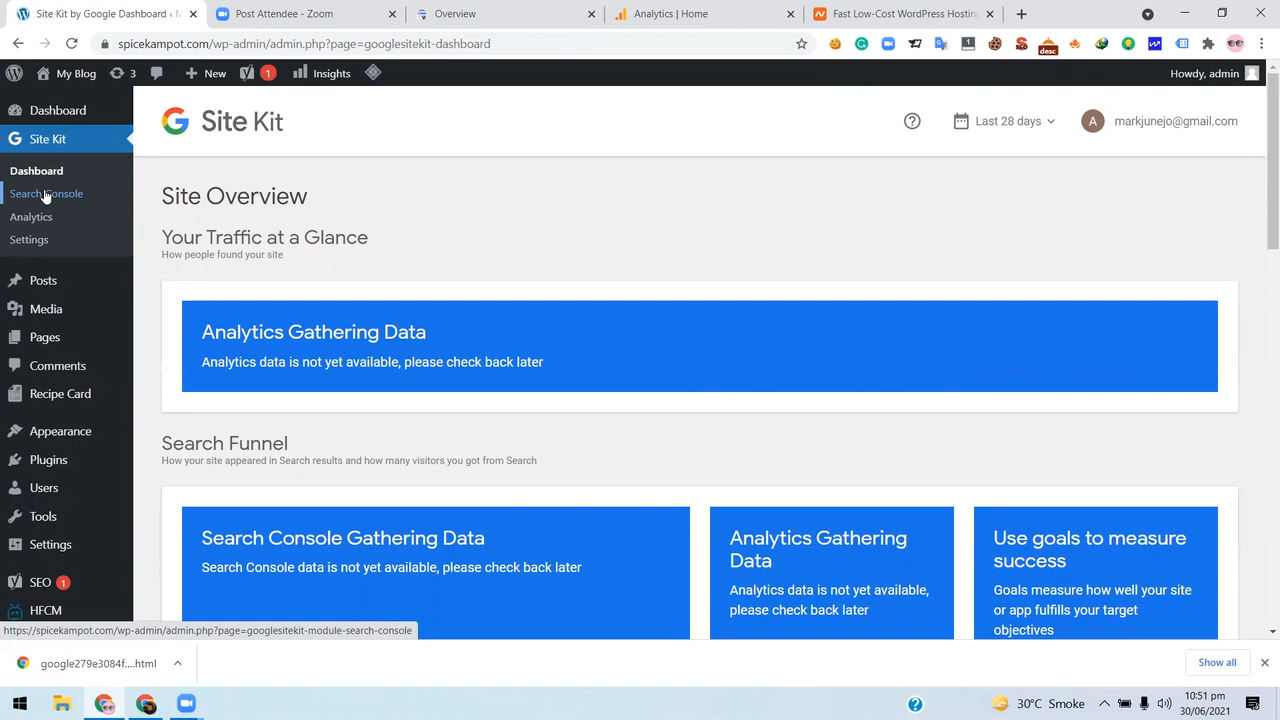 Site Kit by Google Dashboard ‹ M
Post Attendee - Zoom
Overview
Analytics | Home
Fast Low-Cost WordPress Hostin
spicekampot.com/wp-admin/admin.php?page=googlesitekit-dashboard
1
desc
My Blog
3
New
1
Insights
Howdy, admin
Dashboard
Site Kit
Dashboard
Search Console
Analytics
Settings
Posts
Media
Pages
Comments
Recipe Card
Appearance
Plugins
Users
Tools
Settings
SEO 1
HFCM
Site Kit
Last 28 days
A
markjunejo@gmail.com
Site Overview
Your Traffic at a Glance
How people found your site
Analytics Gathering Data
Analytics data is not yet available, please check back later
Search Funnel
How your site appeared in Search results and how many visitors you got from Search
Search Console Gathering Data
Search Console data is not yet available, please check back later
Analytics Gathering
Data
Analytics data is not yet available,
please check back later
Use goals to measure
success
Goals measure how well your site
or app fulfills your target
objectives
https://spicekampot.com/wp-admin/admin.php?page=googlesitekit-module-search-console
google279e3084f....html
Show all
30°C Smoke
10:51 pm
30/06/2021